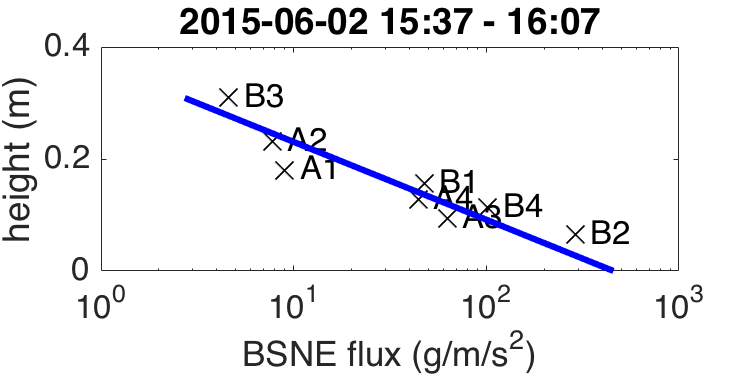 2015-06-02 15:37 - 16:07
height (m)
0.4
0.2
0
B3
A2
A1
B1
A4
A3
B4
B2
10^0
10^1
10^2
10^3
BSNE flux (g/m/s^2)